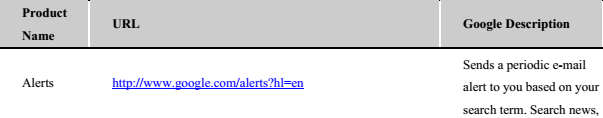 Product Name
URL
Google Description
Alerts
http://www.google.com/alerts?hl=en
Sends a periodic e-mail
alert to you based on your
search term. Search news,